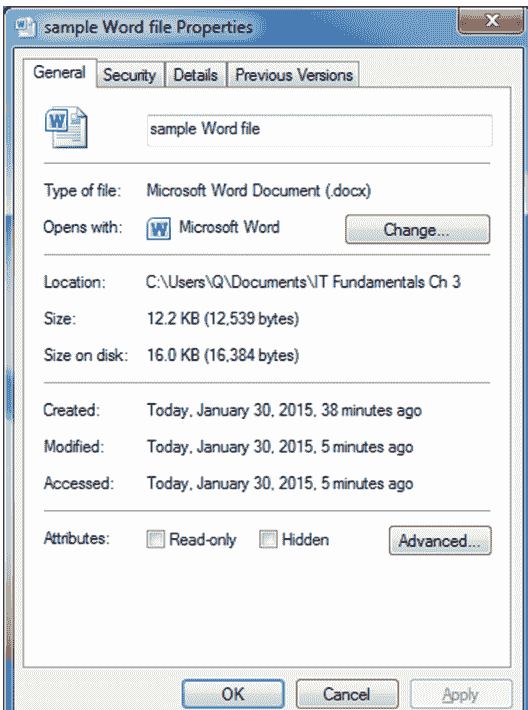 sample Word file Properties
General Security Details Previous Versions
sample Word file
Type of file: Microsoft Word Document (.docx)
Opens with: Microsoft Word Change...
Location: C:\Users\Q\Documents\IT Fundamentals Ch 3
Size: 12.2 KB (12,539 bytes)
Size on disk: 16.0 KB (16,384 bytes)
Created: Today, January 30, 2015, 38 minutes ago
Modified: Today, January 30, 2015, 5 minutes ago
Accessed: Today, January 30, 2015, 5 minutes ago
Attributes: Read-only Hidden Advanced...
OK Cancel Apply